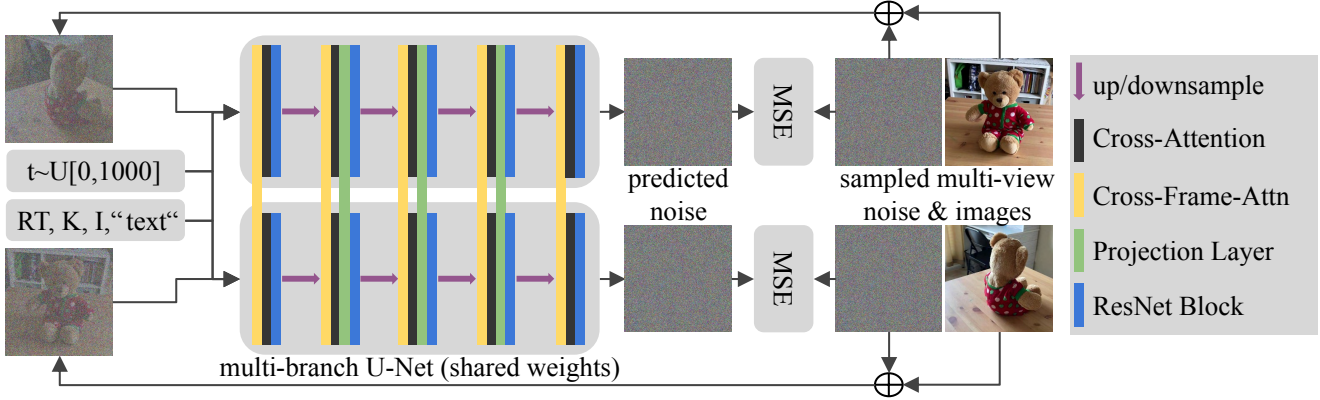 t~U[0,1000]
RT, K, I,“text“
multi-branch U-Net (shared weights)
predicted
noise
MSE
MSE
sampled multi-view
noise & images
up/downsample
Cross-Attention
Cross-Frame-Attn
Projection Layer
ResNet Block